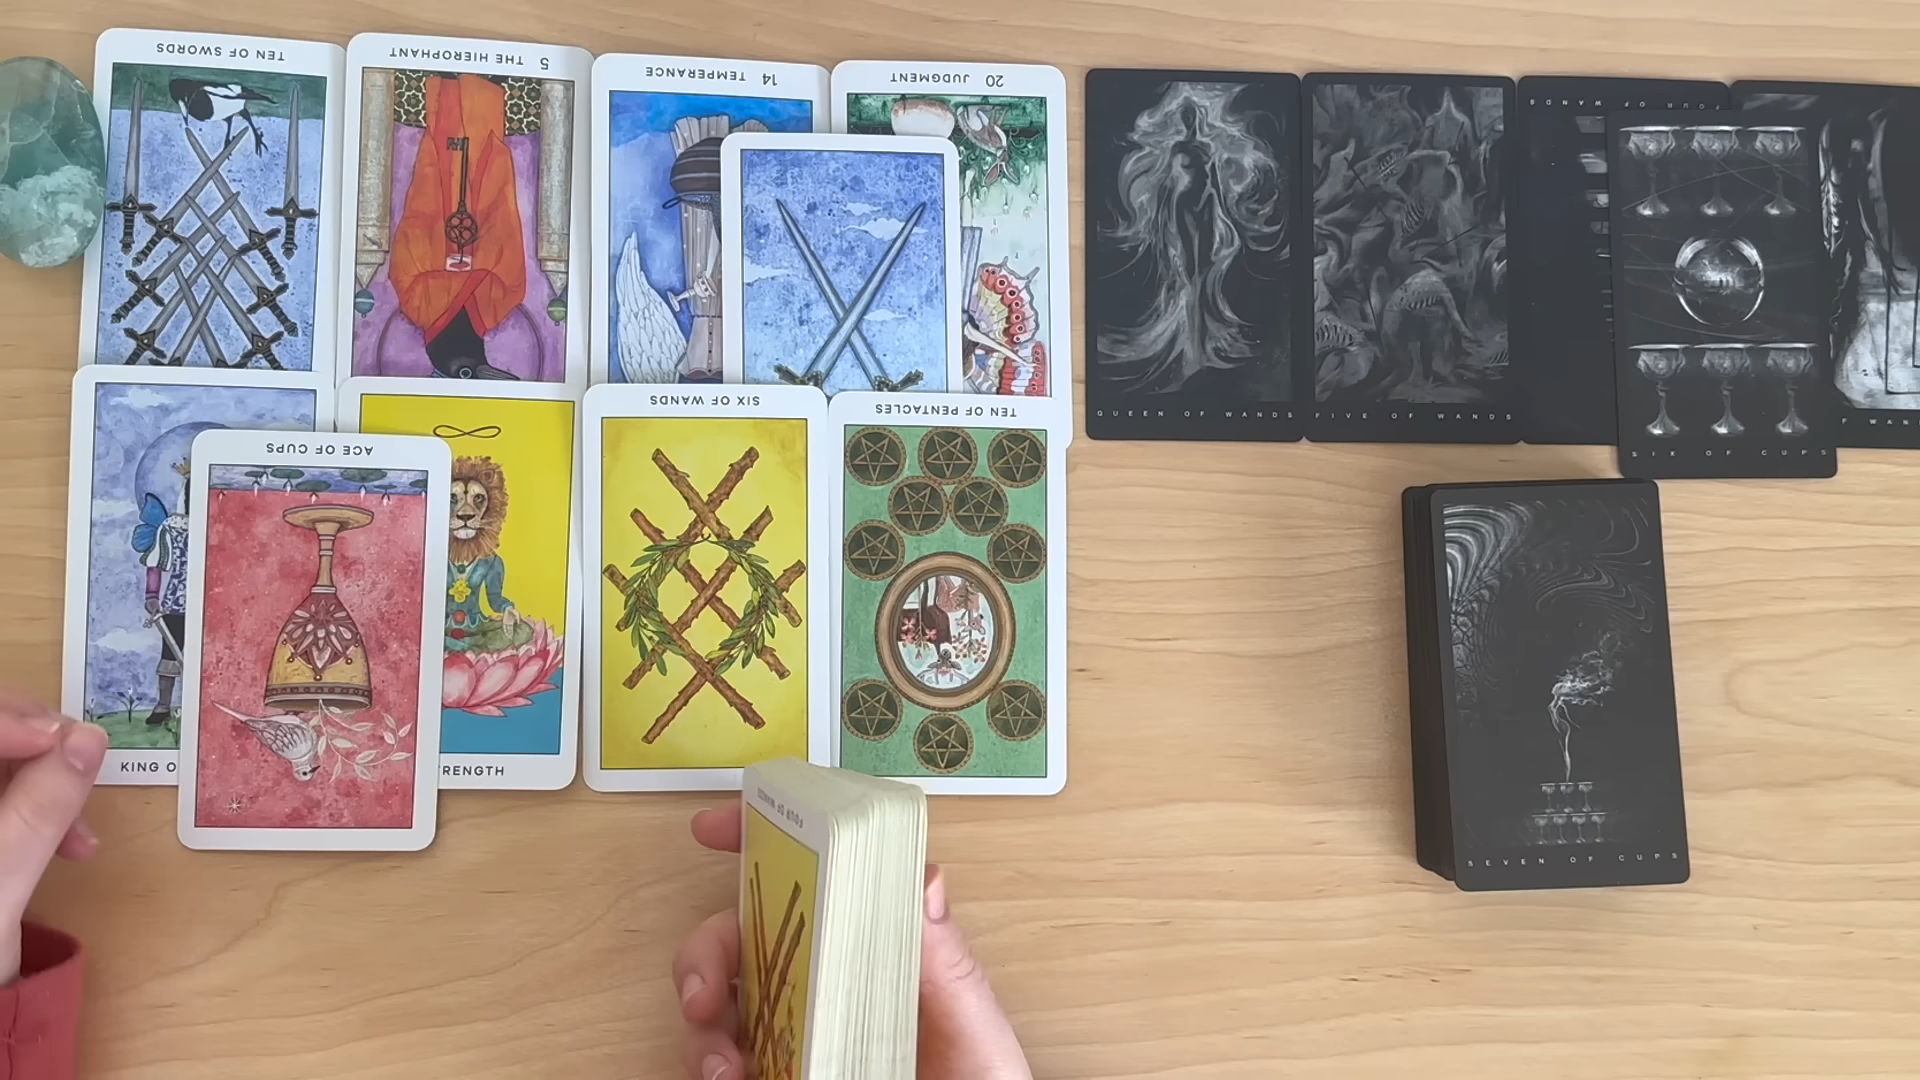 TEN OF SWORDS
5 THE HIEROPHANT
14 TEMPERANCE
20 JUDGMENT
FOUR OF WANDS
QUEEN OF WANDS
FIVE OF WANDS
SIX OF CUPS
F WAN
ACE OF CUPS
SIX OF WANDS
TEN OF PENTACLES
KING O
RENGTH
FOUR OF WANDS
SEVEN OF CUPS